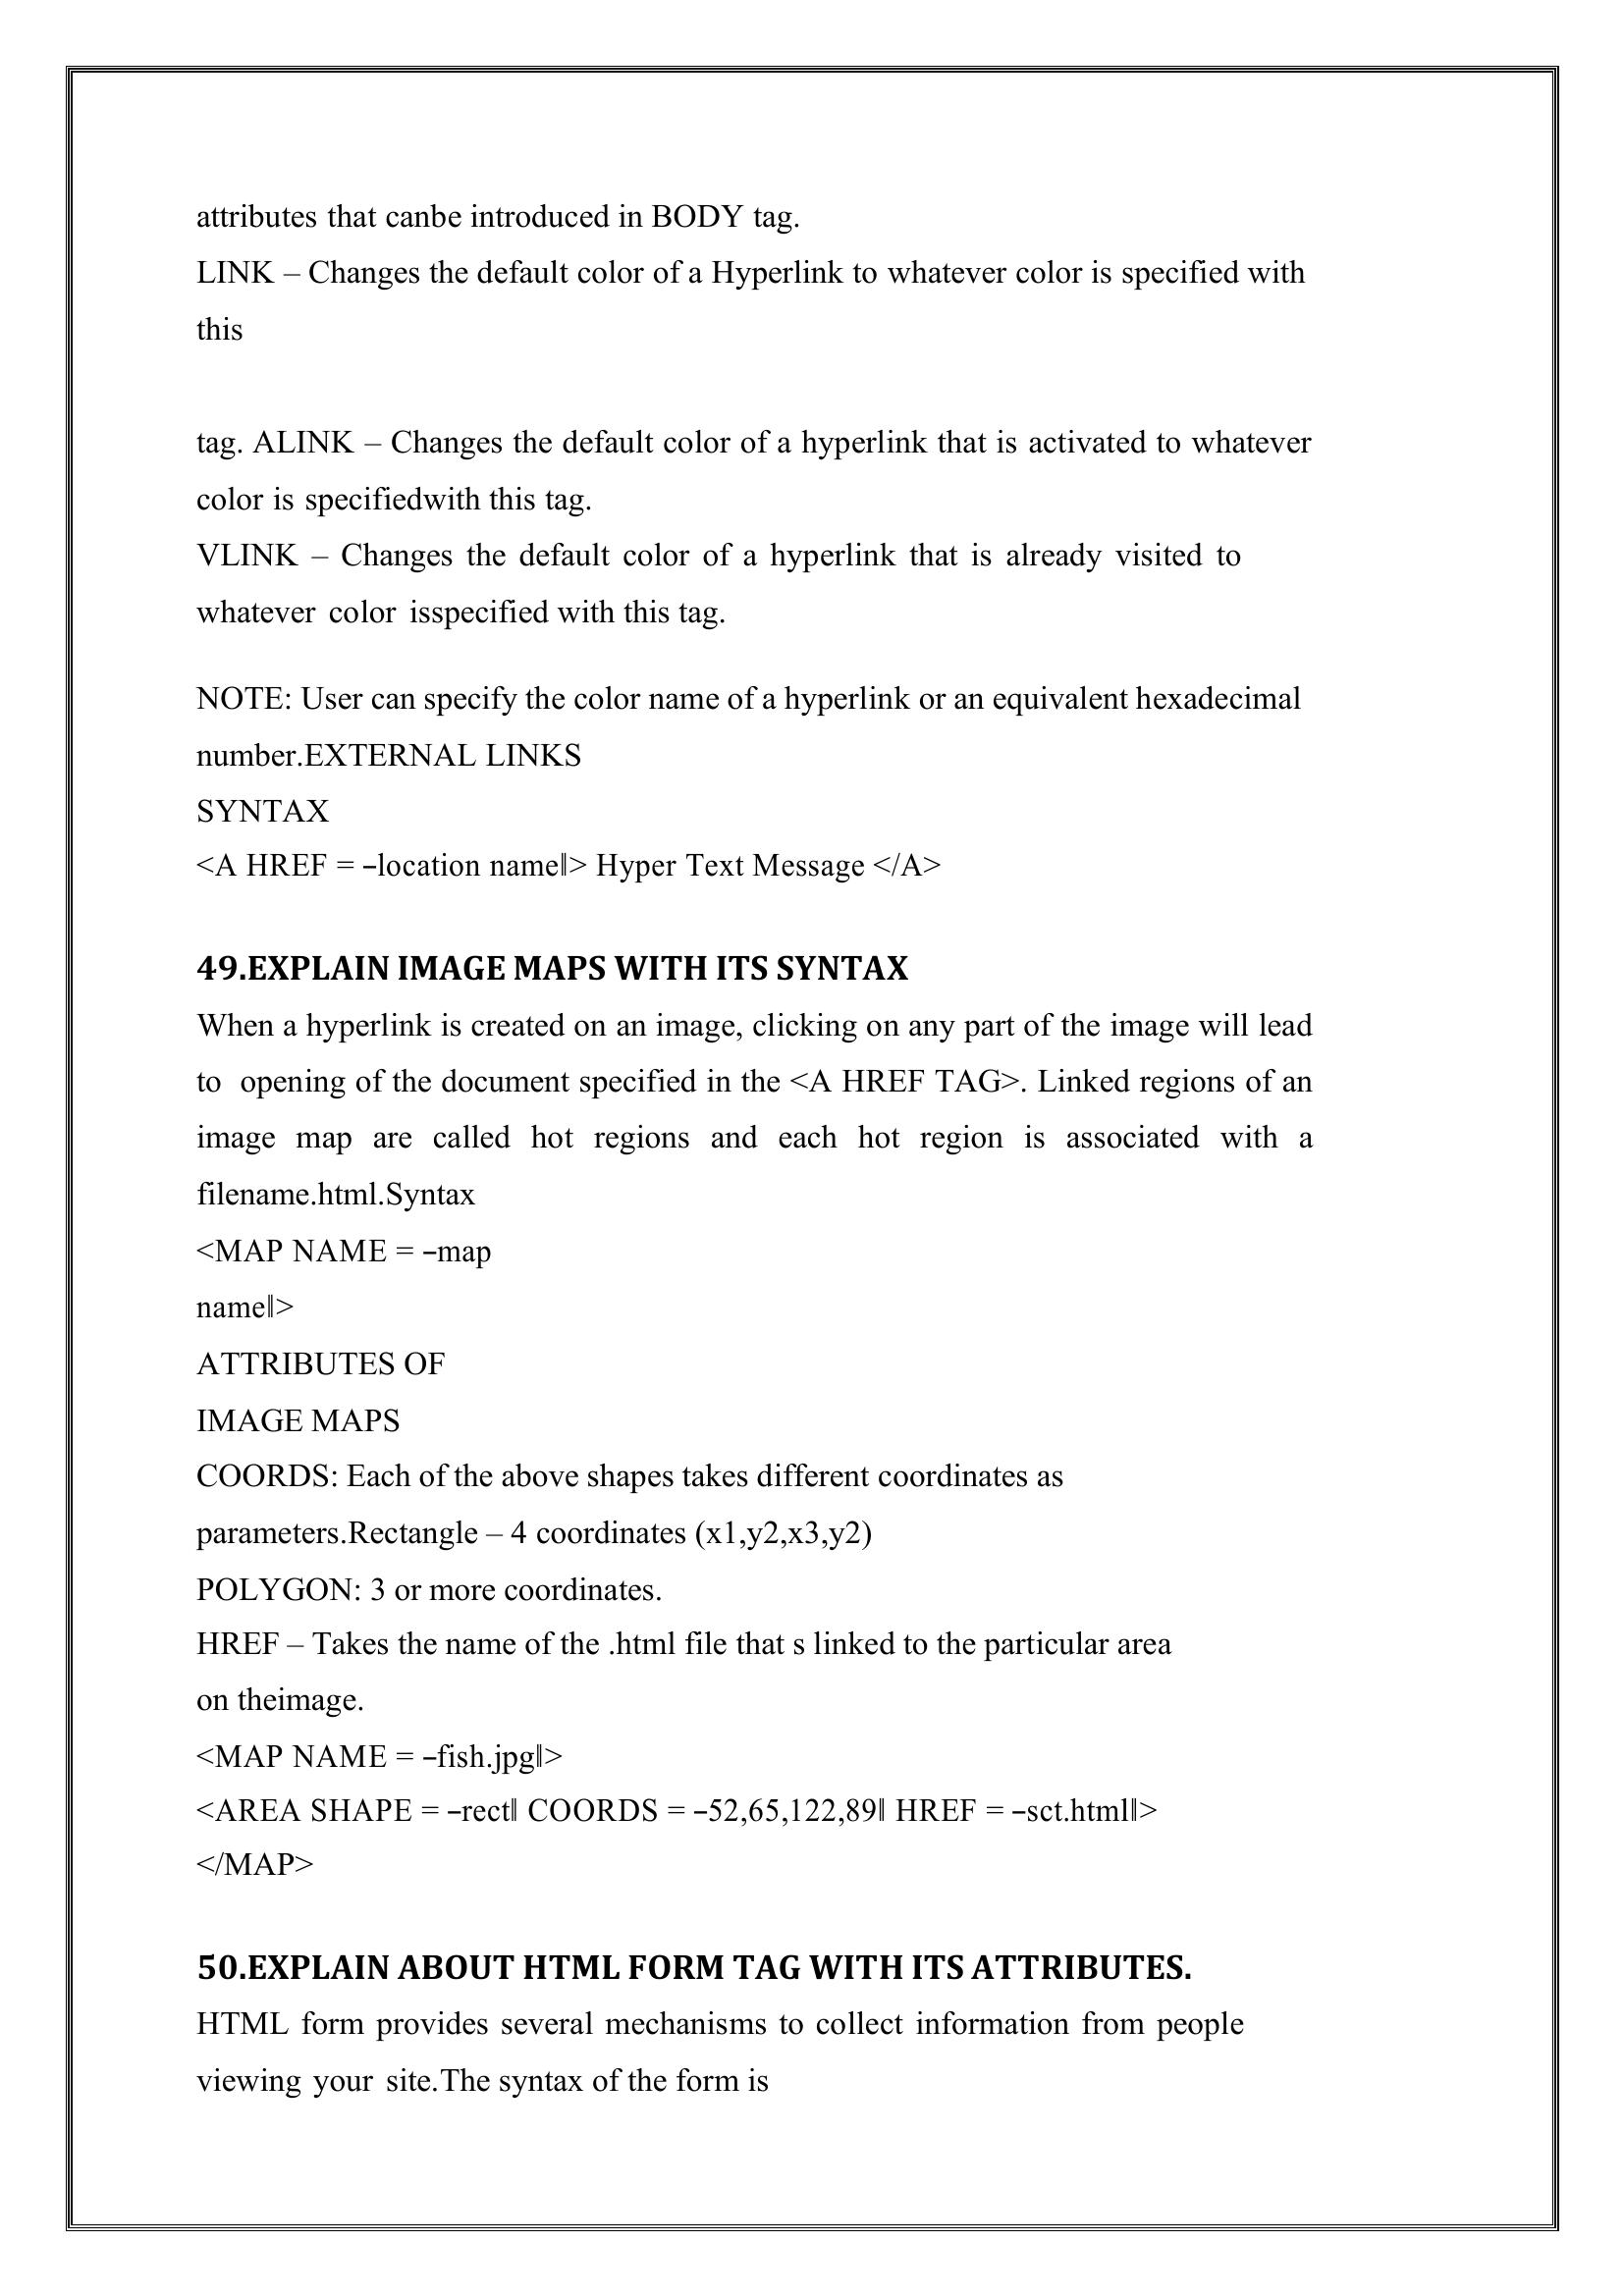 attributes that canbe introduced in BODY tag.
LINK – Changes the default color of a Hyperlink to whatever color is specified with
this
tag. ALINK – Changes the default color of a hyperlink that is activated to whatever
color is specifiedwith this tag.
VLINK – Changes the default color of a hyperlink that is already visited to
whatever color isspecified with this tag.
NOTE: User can specify the color name of a hyperlink or an equivalent hexadecimal
number.EXTERNAL LINKS
SYNTAX
<A HREF = ―location name‖> Hyper Text Message </A>
49.EXPLAIN IMAGE MAPS WITH ITS SYNTAX
When a hyperlink is created on an image, clicking on any part of the image will lead
to opening of the document specified in the <A HREF TAG>. Linked regions of an
image map are called hot regions and each hot region is associated with a
filename.html.Syntax
<MAP NAME = ―map
name‖>
ATTRIBUTES OF
IMAGE MAPS
COORDS: Each of the above shapes takes different coordinates as
parameters.Rectangle – 4 coordinates (x1,y2,x3,y2)
POLYGON: 3 or more coordinates.
HREF – Takes the name of the .html file that s linked to the particular area
on theimage.
<MAP NAME = ―fish.jpg‖>
<AREA SHAPE = ―rect‖ COORDS = ―52,65,122,89‖ HREF = ―sct.html‖>
</MAP>
50.EXPLAIN ABOUT HTML FORM TAG WITH ITS ATTRIBUTES.
HTML form provides several mechanisms to collect information from people
viewing your site.The syntax of the form is